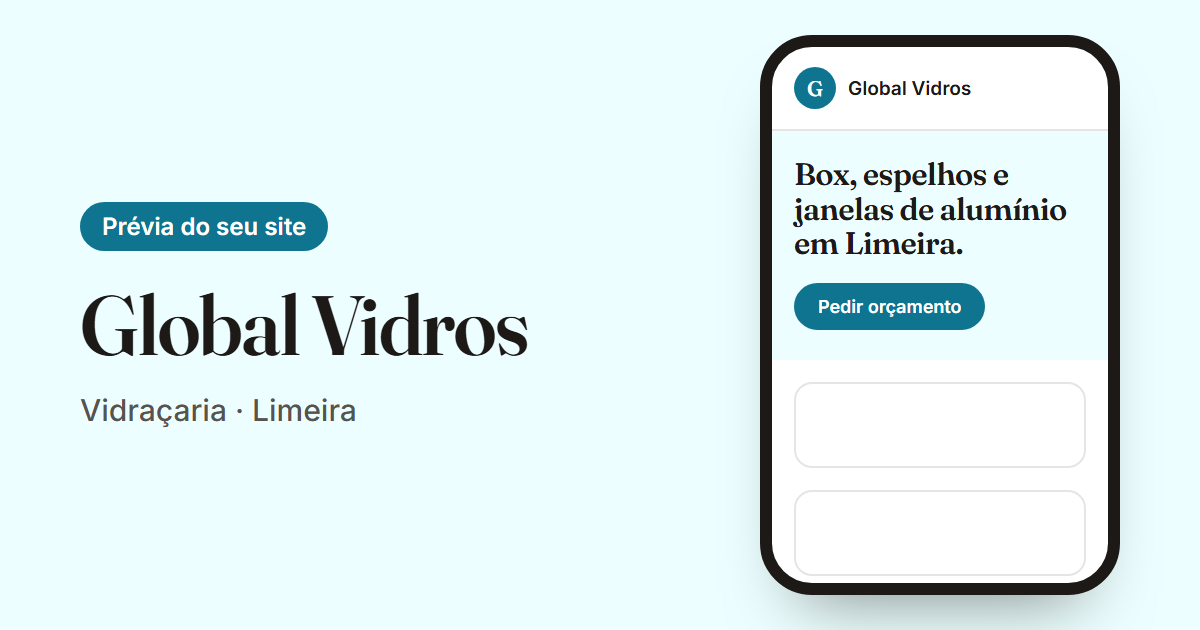 Prévia do seu site
Global Vidros
Vidraçaria · Limeira
G
Global Vidros
Box, espelhos e
janelas de alumínio
em Limeira.
Pedir orçamento